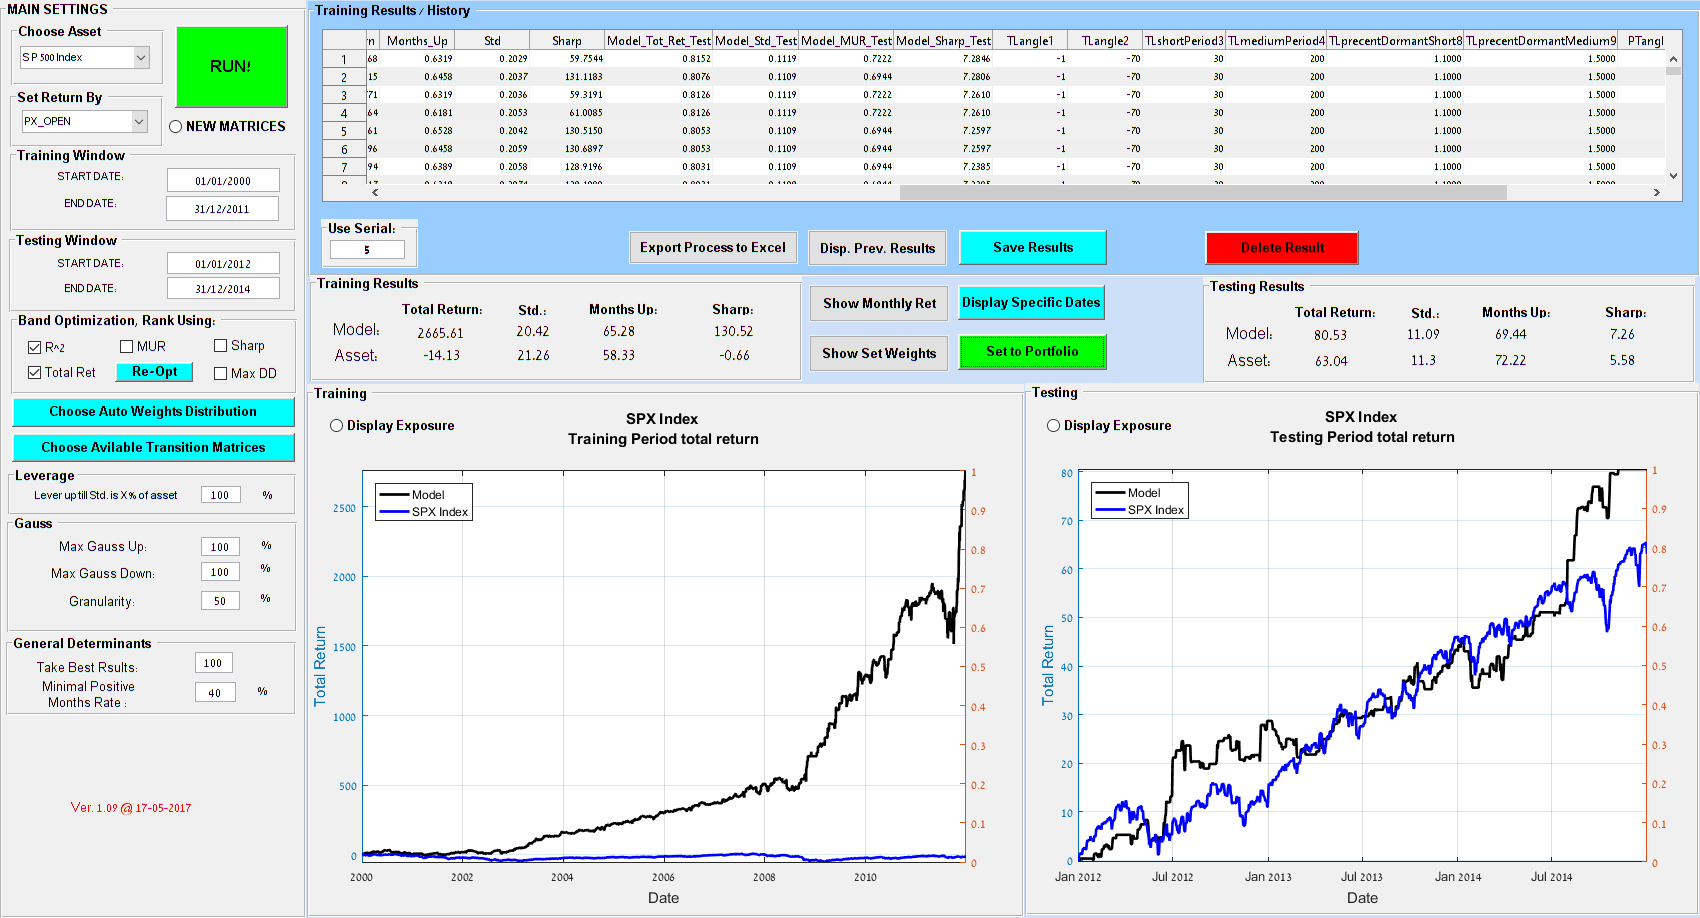 MAIN SETTINGS
Choose Asset
S P 500 Index
RUN!
Set Return By
PX_OPEN
NEW MATRICES
Training Window
START DATE: 01/01/2000
END DATE: 31/12/2011
Testing Window
START DATE: 01/01/2012
END DATE: 31/12/2014
Band Optimization, Rank Using:
R^2 MUR Sharp
Total Ret Re-Opt Max DD
Choose Auto Weights Distribution
Choose Avilable Transition Matrices
Leverage
Lever up till Std. is X % of asset 100 %
Gauss
Max Gauss Up: 100 %
Max Gauss Down: 100 %
Granularity: 50 %
General Determinants
Take Best Rsults: 100
Minimal Positive
Months Rate : 40 %
Ver. 1.09 @ 17-05-2017
Training Results / History
Months_Up Std Sharp Model_Tot_Ret_Test Model_Std_Test Model_MUR_Test Model_Sharp_Test TLangle1 TLangle2 TLshortPeriod3 TLmediumPeriod4 TLprecentDormantShort8 TLprecentDormantMedium9 PTangl
1 68 0.6319 0.2029 59.7544 0.8152 0.1119 0.7222 7.2846 -1 -70 30 200 1.1000 1.5000
2 15 0.6458 0.2037 131.1183 0.8076 0.1109 0.6944 7.2806 -1 -70 30 200 1.1000 1.5000
3 71 0.6319 0.2036 59.3191 0.8126 0.1119 0.7222 7.2610 -1 -70 30 200 1.1000 1.5000
4 64 0.6181 0.2053 61.0085 0.8126 0.1119 0.7222 7.2610 -1 -70 30 200 1.1000 1.5000
5 61 0.6528 0.2042 130.5150 0.8053 0.1109 0.6944 7.2597 -1 -70 30 200 1.1000 1.5000
6 96 0.6458 0.2059 130.6897 0.8053 0.1109 0.6944 7.2597 -1 -70 30 200 1.1000 1.5000
7 94 0.6389 0.2058 128.9196 0.8031 0.1109 0.6944 7.2385 -1 -70 30 200 1.1000 1.5000
Use Serial:
5
Export Process to Excel
Disp. Prev. Results
Save Results
Delete Result
Training Results
Total Return: Std.: Months Up: Sharp:
Model: 2665.61 20.42 65.28 130.52
Asset: -14.13 21.26 58.33 -0.66
Show Monthly Ret
Display Specific Dates
Show Set Weights
Set to Portfolio
Testing Results
Total Return: Std.: Months Up: Sharp:
Model: 80.53 11.09 69.44 7.26
Asset: 63.04 11.3 72.22 5.58
Training
Display Exposure
SPX Index
Training Period total return
Model
SPX Index
2500
2000
1500
1000
500
0
Total Return
1
0.9
0.8
0.7
0.6
0.5
0.4
0.3
0.2
0.1
0
2000 2002 2004 2006 2008 2010
Date
Testing
Display Exposure
SPX Index
Testing Period total return
Model
SPX Index
80
70
60
50
40
30
20
10
0
Total Return
1
0.9
0.8
0.7
0.6
0.5
0.4
0.3
0.2
0.1
0
Jan 2012 Jul 2012 Jan 2013 Jul 2013 Jan 2014 Jul 2014
Date